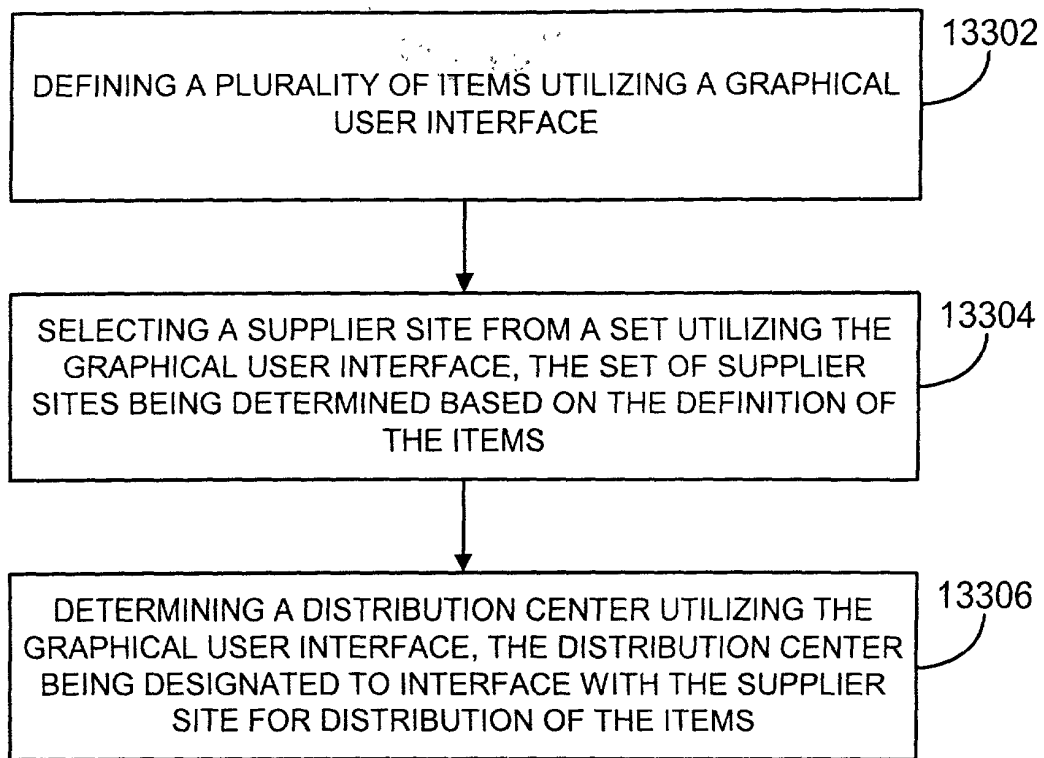 13302
DEFINING A PLURALITY OF ITEMS UTILIZING A GRAPHICAL
USER INTERFACE
13304
SELECTING A SUPPLIER SITE FROM A SET UTILIZING THE
GRAPHICAL USER INTERFACE, THE SET OF SUPPLIER
SITES BEING DETERMINED BASED ON THE DEFINITION OF
THE ITEMS
13306
DETERMINING A DISTRIBUTION CENTER UTILIZING THE
GRAPHICAL USER INTERFACE, THE DISTRIBUTION CENTER
BEING DESIGNATED TO INTERFACE WITH THE SUPPLIER
SITE FOR DISTRIBUTION OF THE ITEMS